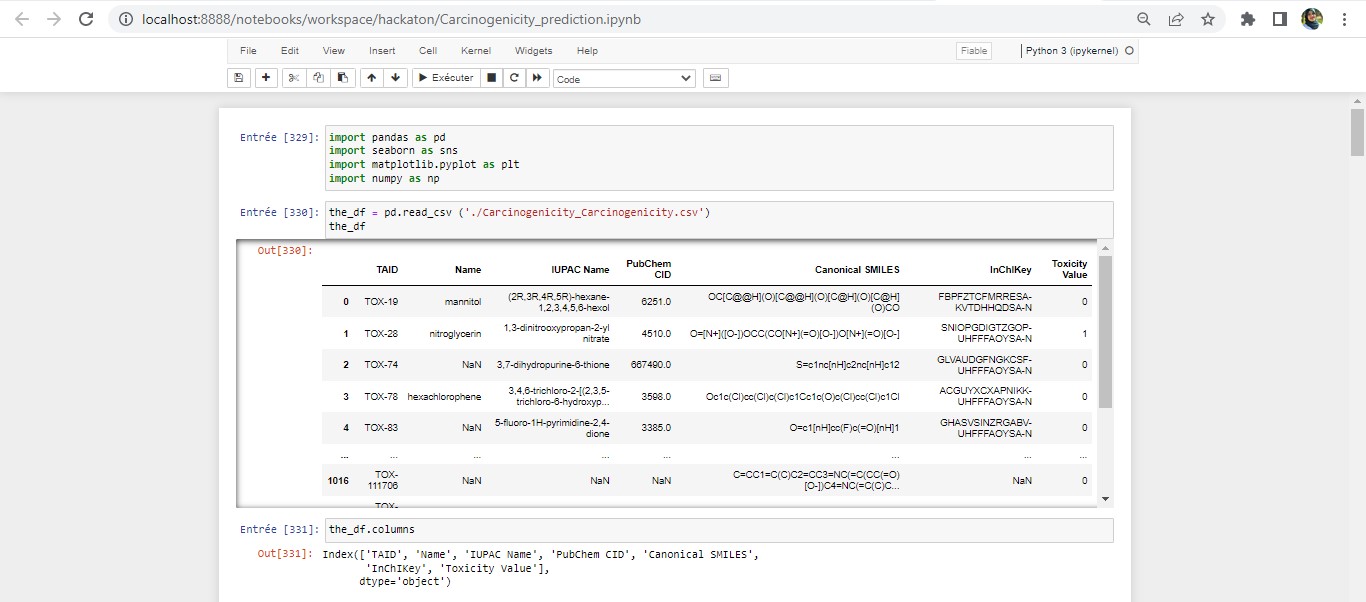 localhost:8888/notebooks/workspace/hackaton/Carcinogenicity_prediction.ipynb
File Edit View Insert Cell Kernel Widgets Help Fiable Python 3 (ipykernel)
Exécuter Code
Entrée [329]: import pandas as pd
import seaborn as sns
import matplotlib.pyplot as plt
import numpy as np
Entrée [330]: the_df = pd.read_csv ('./Carcinogenicity_Carcinogenicity.csv')
the_df
Out[330]:
TAID Name IUPAC Name PubChem CID Canonical SMILES InChIKey Toxicity Value
0 TOX-19 mannitol (2R,3R,4R,5R)-hexane-1,2,3,4,5,6-hexol 6251.0 OC[C@@H](O)[C@@H](O)[C@H](O)[C@H](O)CO FBPFZTCFMRRESA-KVTDHHQDSA-N 0
1 TOX-28 nitroglycerin 1,3-dinitrooxypropan-2-yl nitrate 4510.0 O=[N+]([O-])OCC(CO[N+](=O)[O-])O[N+](=O)[O-] SNIOPGDIGTZGOP-UHFFFAOYSA-N 1
2 TOX-74 NaN 3,7-dihydropurine-6-thione 667490.0 S=c1nc[nH]c2nc[nH]c12 GLVAUDGFNGKCSF-UHFFFAOYSA-N 0
3 TOX-78 hexachlorophene 3,4,6-trichloro-2-[(2,3,5-trichloro-6-hydroxyp... 3598.0 Oc1c(Cl)cc(Cl)c(Cl)c1Cc1c(O)c(Cl)cc(Cl)c1Cl ACGUYXCXAPNIKK-UHFFFAOYSA-N 0
4 TOX-83 NaN 5-fluoro-1H-pyrimidine-2,4-dione 3385.0 O=c1[nH]cc(F)c(=O)[nH]1 GHASVSINZRGABV-UHFFFAOYSA-N 0
... ... ... ... ... ... ... ...
1016 TOX-111706 NaN NaN NaN C=CC1=C(C)C2=CC3=NC(=C(CC(=O)[O-])C4=NC(=C(C)C... NaN 0
TOX-
Entrée [331]: the_df.columns
Out[331]: Index(['TAID', 'Name', 'IUPAC Name', 'PubChem CID', 'Canonical SMILES',
'InChIKey', 'Toxicity Value'],
dtype='object')